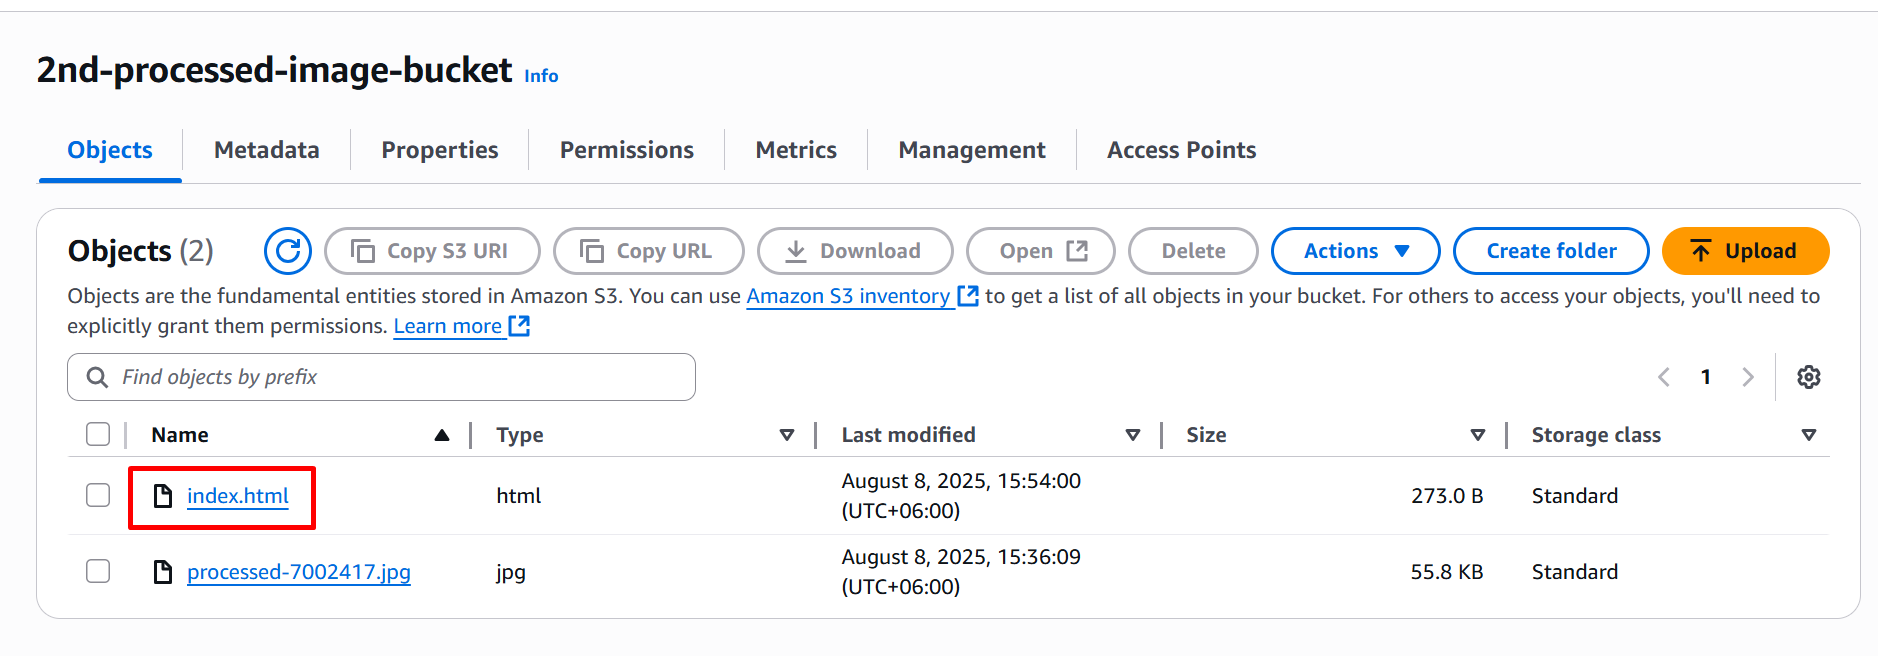 2nd-processed-image-bucket Info
Objects Metadata Properties Permissions Metrics Management Access Points
Objects (2) Copy S3 URI Copy URL Download Open Delete Actions Create folder Upload
Objects are the fundamental entities stored in Amazon S3. You can use Amazon S3 inventory to get a list of all objects in your bucket. For others to access your objects, you'll need to
explicitly grant them permissions. Learn more
Find objects by prefix 1
Name Type Last modified Size Storage class
index.html html August 8, 2025, 15:54:00 (UTC+06:00) 273.0 B Standard
processed-7002417.jpg jpg August 8, 2025, 15:36:09 (UTC+06:00) 55.8 KB Standard